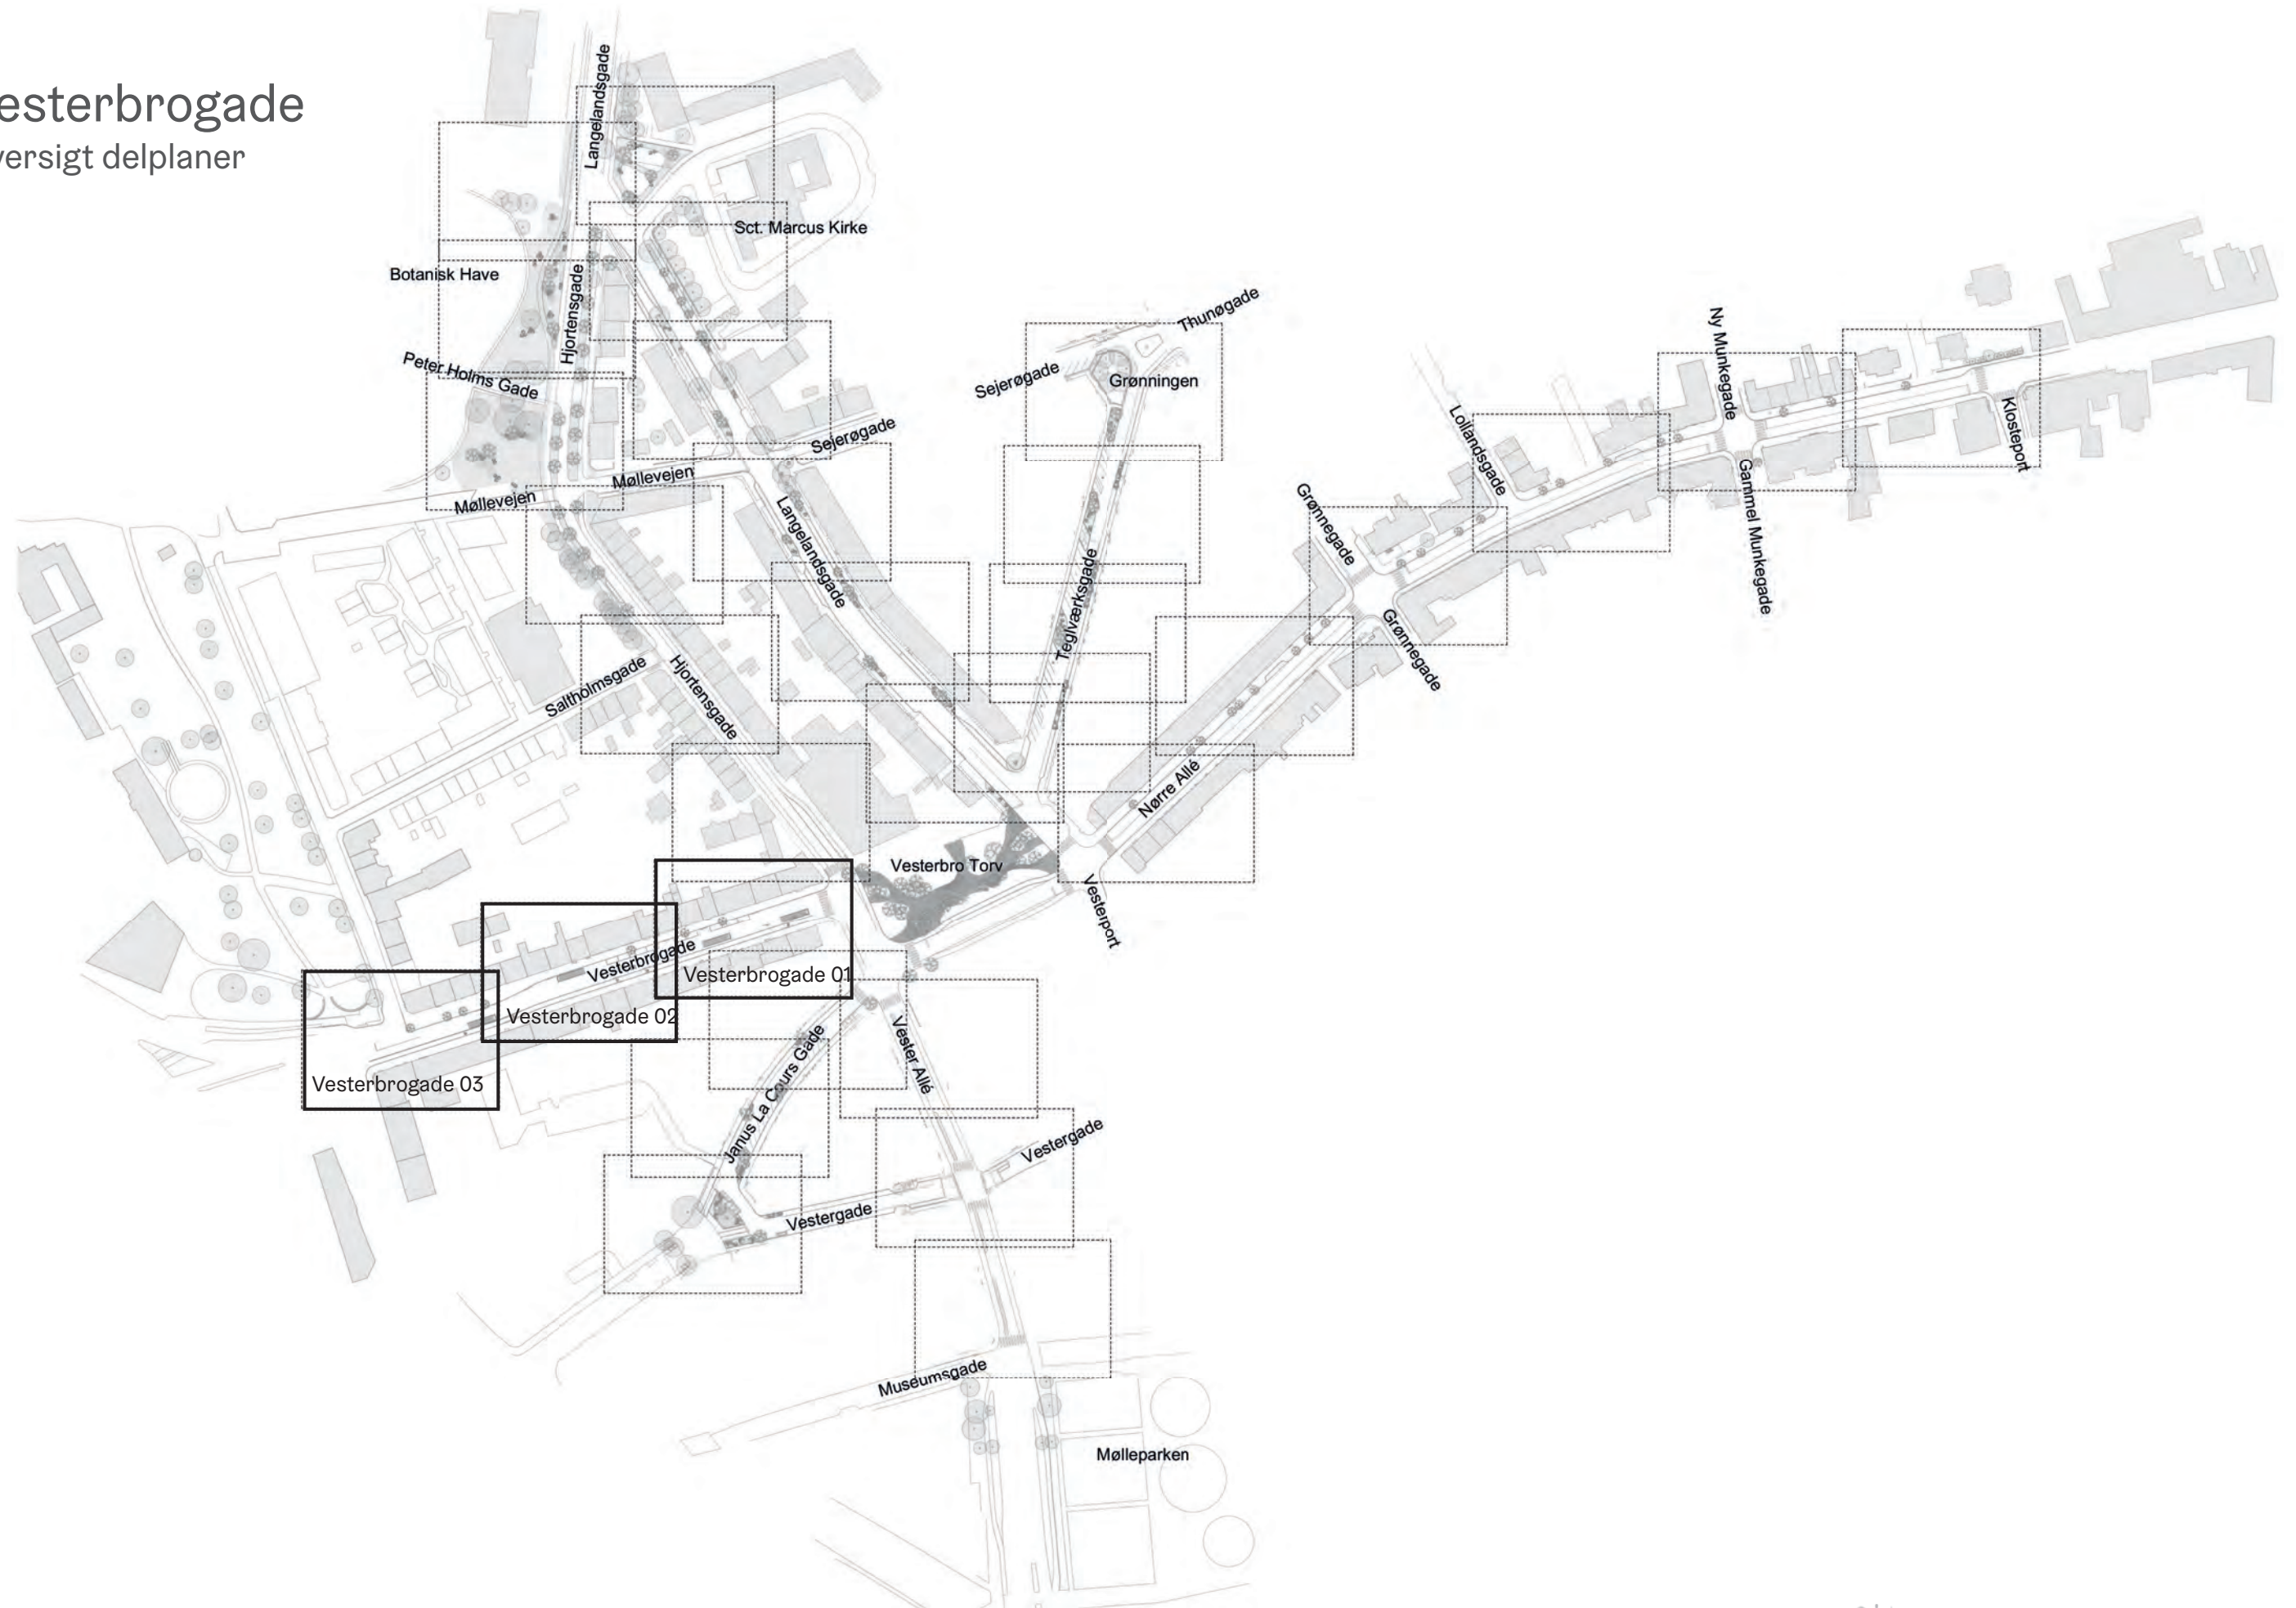 esterbrogade
versigt delplaner
Langelandsgade
Sct. Marcus Kirke
Botanisk Have
Hjortensgade
Thunøgade
Peter Holms Gade
Sejerøgade
Grønningen
Ny Munkegade
Klosteport
Lollandsgade
Sejerøgade
Møllevejen
Møllevejen
Langelandsgade
Grønnegade
Gammel Munkegade
Teglværksgade
Grønnegade
Saltholmsgade
Hjortensgade
Nørre Allé
Vesterbro Torv
Vesterport
Vesterbrogade
Vesterbrogade 01
Vesterbrogade 02
Vesterbrogade 03
Janus La Cours Gade
Vester Allé
Vestergade
Vestergade
Museumsgade
Mølleparken